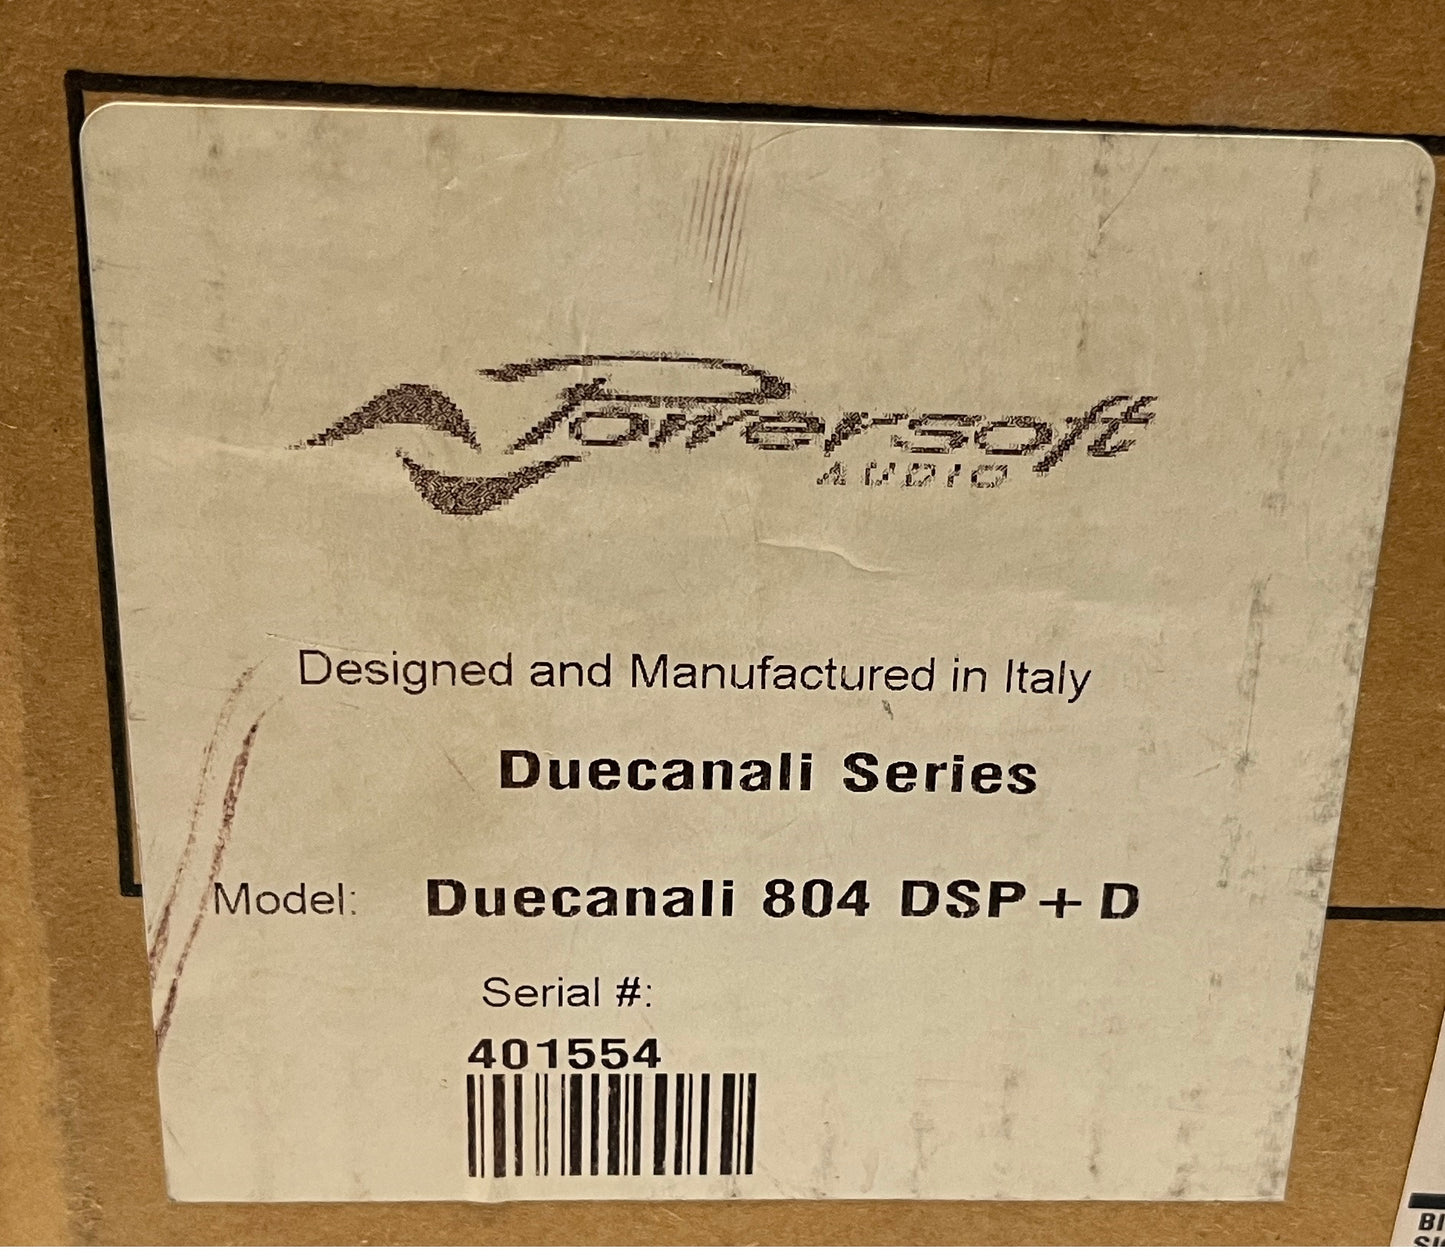 Powersoft
AUDIO
Designed and Manufactured in Italy
Duecanali Series
Model: Duecanali 804 DSP+D
Serial #:
401554